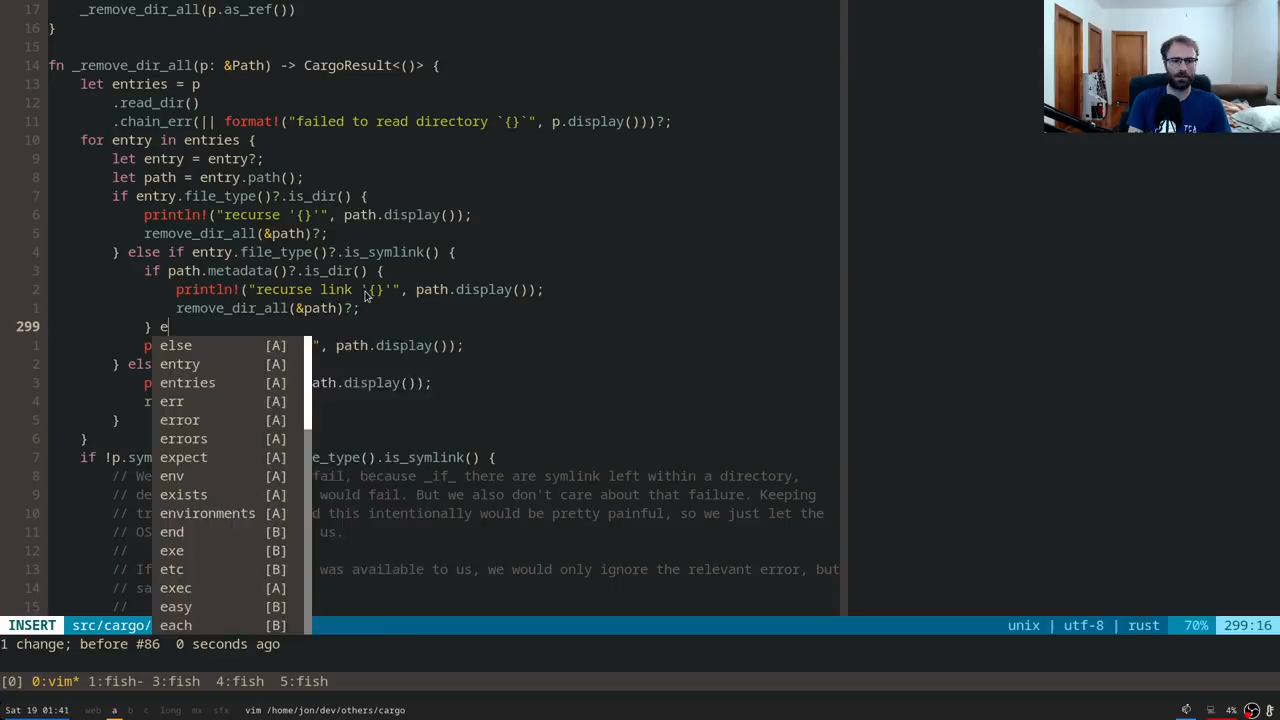 17 _remove_dir_all(p.as_ref())
16 }
15
14 fn _remove_dir_all(p: &Path) -> CargoResult<()> {
13 let entries = p
12 .read_dir()
11 .chain_err(|| format!("failed to read directory `{}`", p.display()))?;
10 for entry in entries {
9 let entry = entry?;
8 let path = entry.path();
7 if entry.file_type()?.is_dir() {
6 println!("recurse '{}'", path.display());
5 remove_dir_all(&path)?;
4 } else if entry.file_type()?.is_symlink() {
3 if path.metadata()?.is_dir() {
2 println!("recurse link '{}'", path.display());
1 remove_dir_all(&path)?;
299 } e
1 p else [A] ", path.display());
2 } els entry [A]
3 p entries [A] ath.display());
4 r err [A]
5 } error [A]
6 } errors [A]
7 if !p.sym expect [A] e_type().is_symlink() {
8 // We env [A] fail, because _if_ there are symlink left within a directory,
9 // de exists [A] would fail. But we also don't care about that failure. Keeping
10 // tr environments [A] d this intentionally would be pretty painful, so we just let the
11 // OS end [B] us.
12 // exe [B]
13 // If etc [B] was available to us, we would only ignore the relevant error, but
14 // sa exec [A]
15 // easy [B]
each [B]
INSERT src/cargo/ unix | utf-8 | rust 70% 299:16
1 change; before #86 0 seconds ago
[0] 0:vim* 1:fish- 3:fish 4:fish 5:fish
Sat 19 01:41 web a b c long mx sfx vim /home/jon/dev/others/cargo 4%